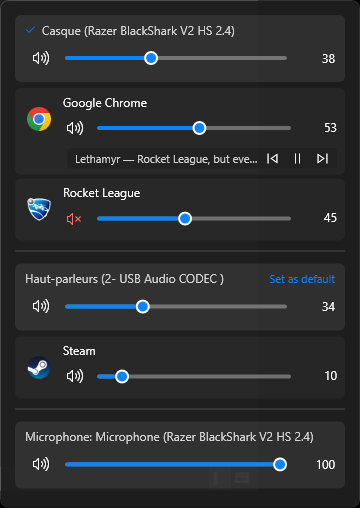 Casque (Razer BlackShark V2 HS 2.4)
38
Google Chrome
53
Lethamyr — Rocket League, but eve...
Rocket League
45
Haut-parleurs (2- USB Audio CODEC ) Set as default
34
Steam
10
Microphone: Microphone (Razer BlackShark V2 HS 2.4)
100